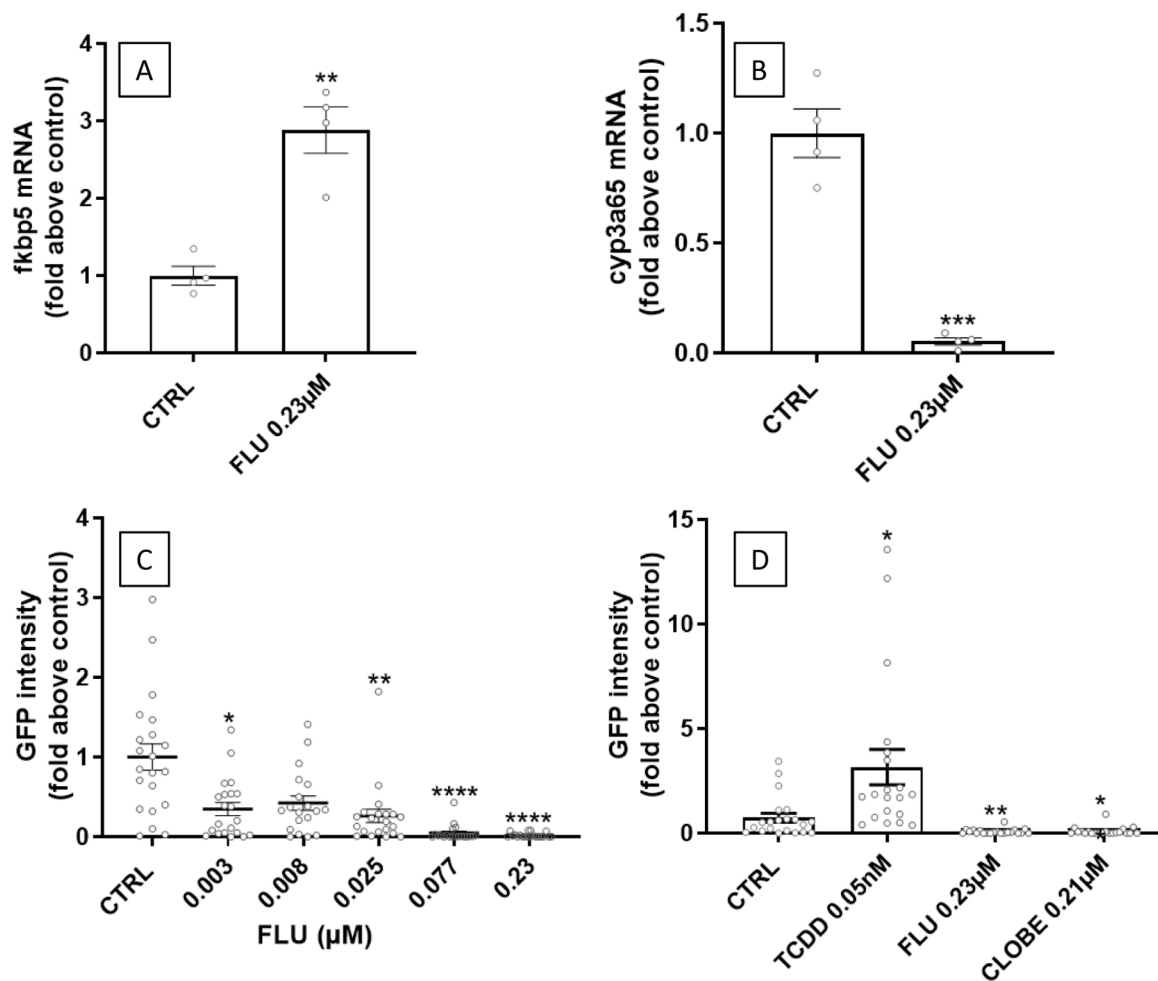 A
fkbp5 mRNA
(fold above control)
4
3
2
1
0
**
CTRL
FLU 0.23µM
B
cyp3a65 mRNA
(fold above control)
1.5
1.0
0.5
0.0
***
CTRL
FLU 0.23µM
C
GFP intensity
(fold above control)
4
3
2
1
0
*
**
****
****
CTRL
0.003
0.008
0.025
0.077
0.23
FLU (µM)
D
GFP intensity
(fold above control)
15
10
5
0
*
**
*
*
CTRL
TCDD 0.05nM
FLU 0.23µM
CLOBE 0.21µM